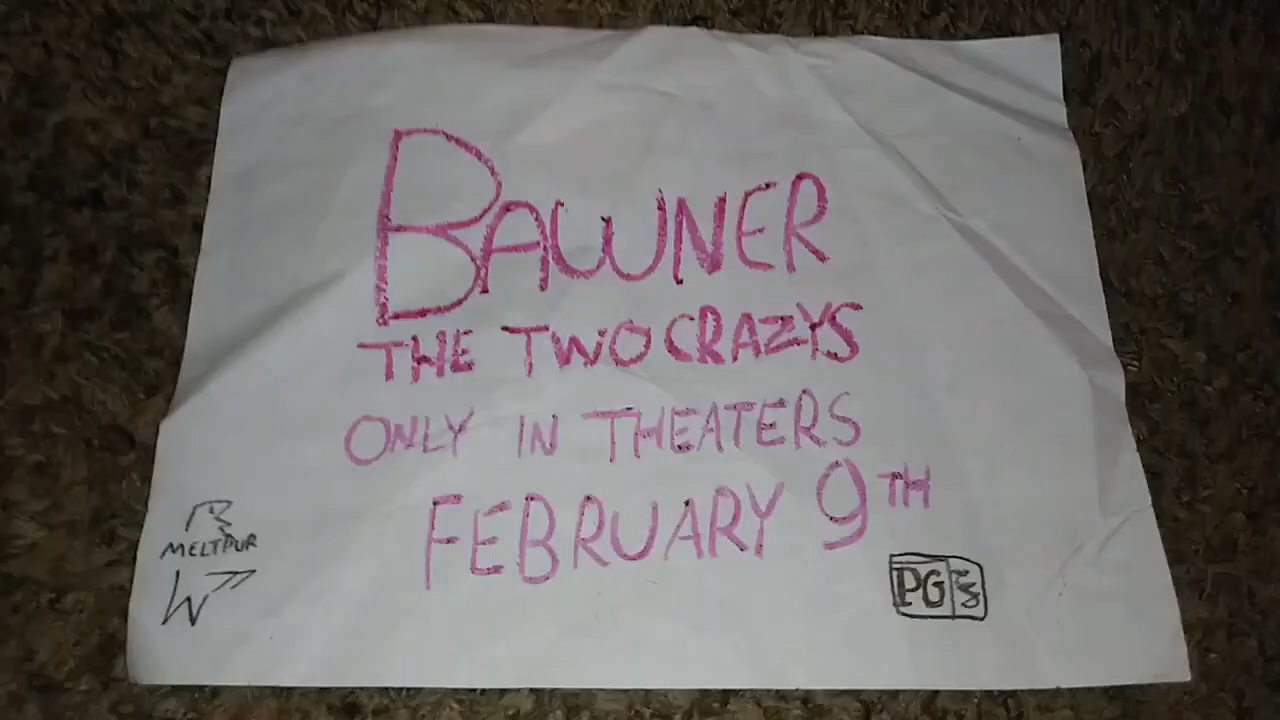 BAWNER
THE TWO CRAZYS
ONLY IN THEATERS
FEBRUARY 9TH
MELTPUR
W
PG